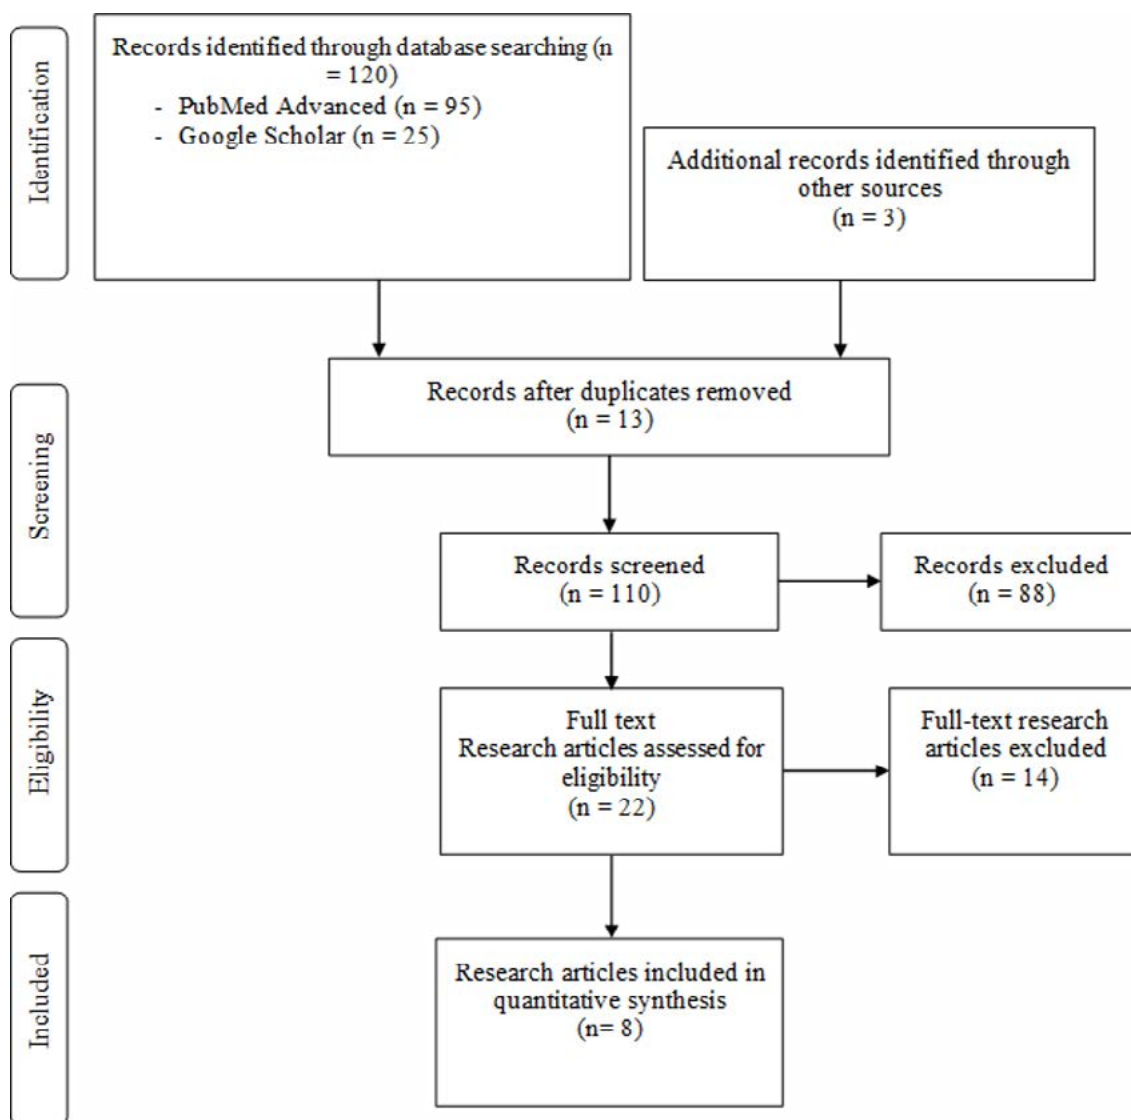 Identification
Records identified through database searching (n
= 120)
- PubMed Advanced (n = 95)
- Google Scholar (n = 25)
Additional records identified through
other sources
(n = 3)
Screening
Records after duplicates removed
(n = 13)
Records screened
(n = 110)
Records excluded
(n = 88)
Eligibility
Full text
Research articles assessed for
eligibility
(n = 22)
Full-text research
articles excluded
(n = 14)
Included
Research articles included in
quantitative synthesis
(n= 8)